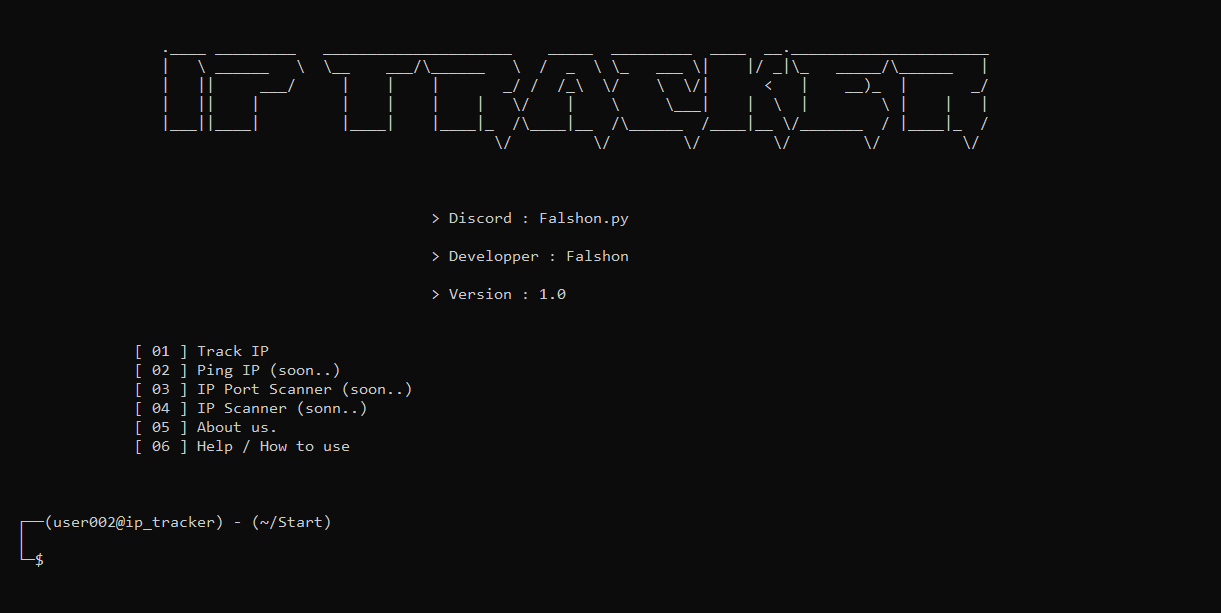 IP TRACKER
> Discord : Falshon.py
> Developper : Falshon
> Version : 1.0
[ 01 ] Track IP
[ 02 ] Ping IP (soon..)
[ 03 ] IP Port Scanner (soon..)
[ 04 ] IP Scanner (sonn..)
[ 05 ] About us.
[ 06 ] Help / How to use
┌──(user002@ip_tracker) - (~/Start)
│
└─$